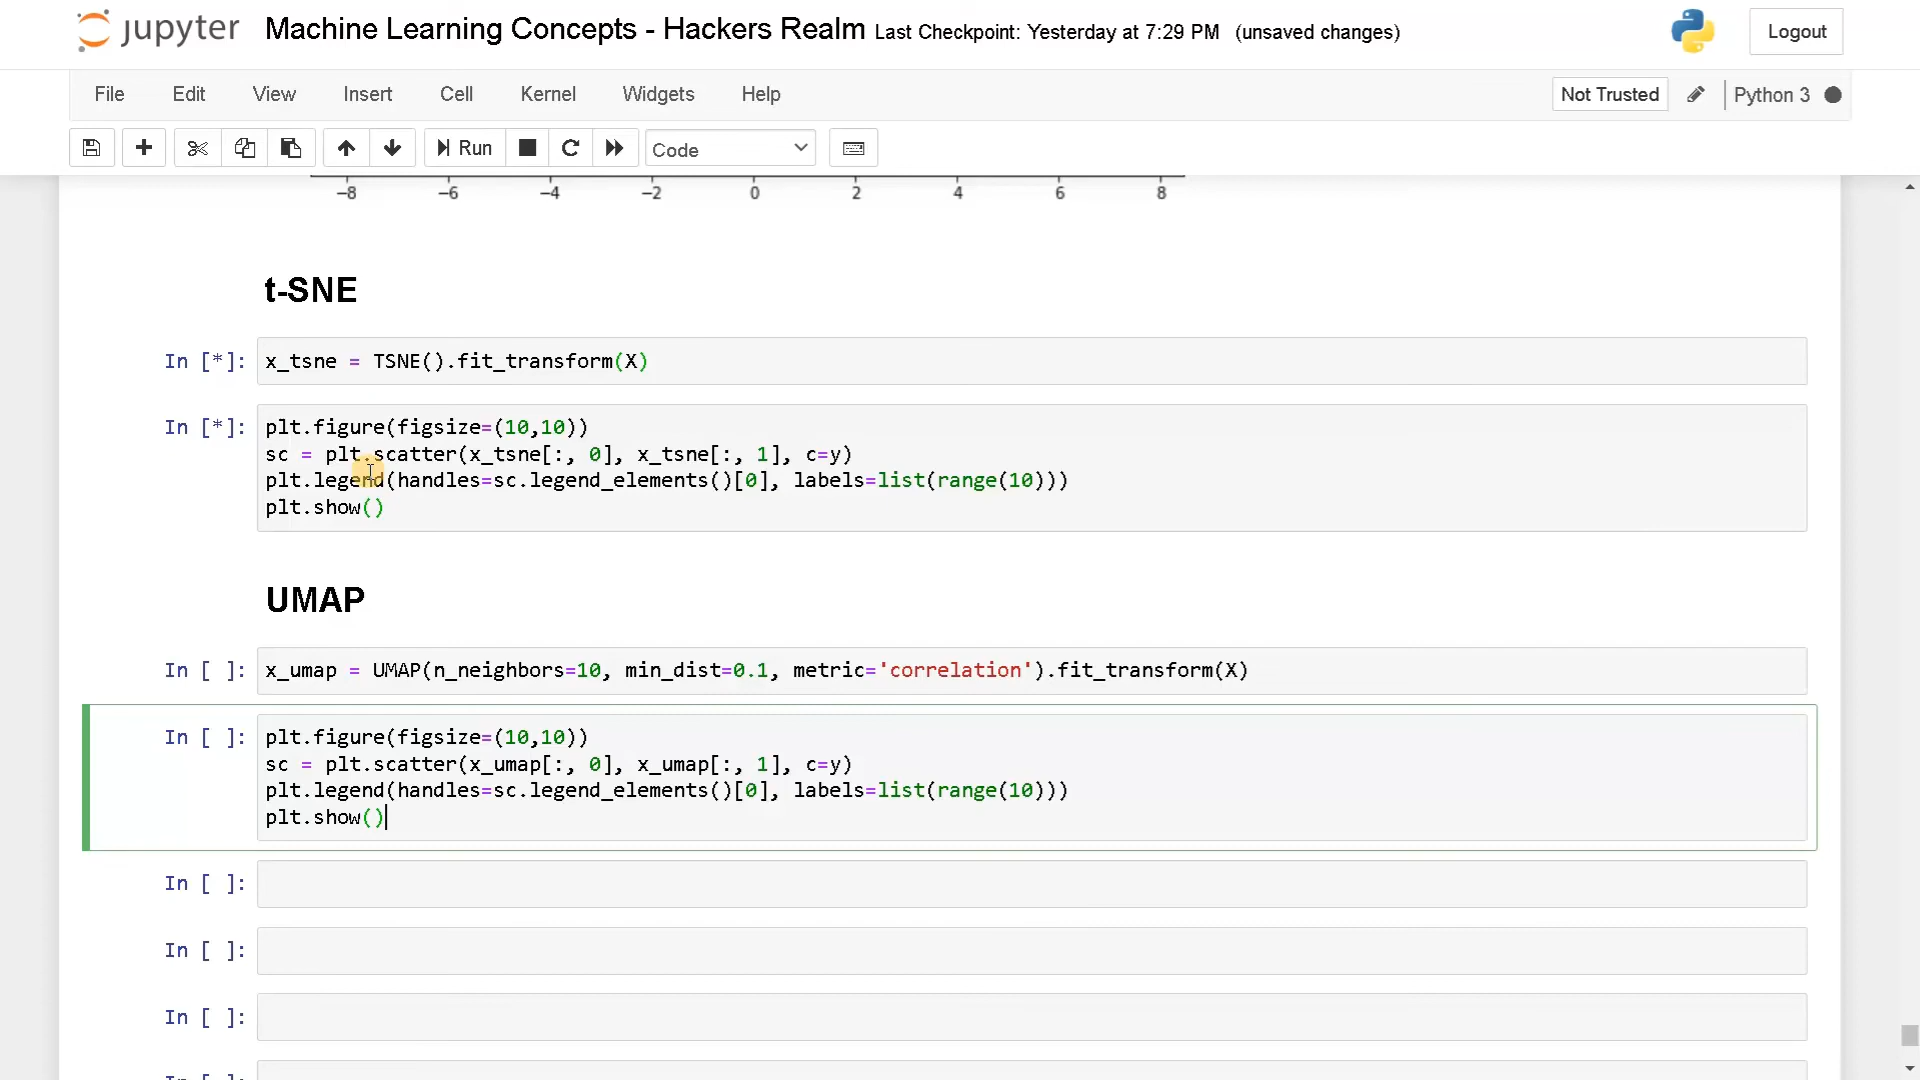 jupyter Machine Learning Concepts - Hackers Realm Last Checkpoint: Yesterday at 7:29 PM (unsaved changes) Logout
File Edit View Insert Cell Kernel Widgets Help Not Trusted Python 3
Run Code
−8 −6 −4 −2 0 2 4 6 8
t-SNE
In [*]: x_tsne = TSNE().fit_transform(X)
In [*]: plt.figure(figsize=(10,10))
sc = plt.scatter(x_tsne[:, 0], x_tsne[:, 1], c=y)
plt.legend(handles=sc.legend_elements()[0], labels=list(range(10)))
plt.show()
UMAP
In [ ]: x_umap = UMAP(n_neighbors=10, min_dist=0.1, metric='correlation').fit_transform(X)
In [ ]: plt.figure(figsize=(10,10))
sc = plt.scatter(x_umap[:, 0], x_umap[:, 1], c=y)
plt.legend(handles=sc.legend_elements()[0], labels=list(range(10)))
plt.show()
In [ ]:
In [ ]:
In [ ]:
In [ ]: